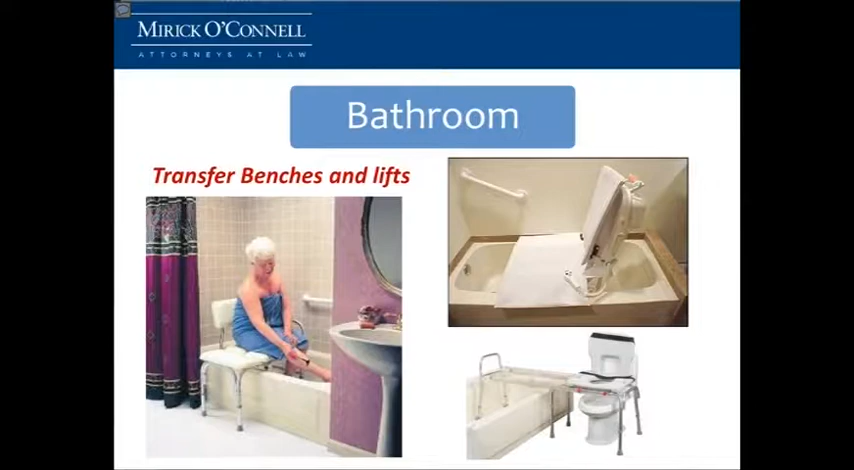 MIRICK O'CONNELL
ATTORNEYS AT LAW
Bathroom
Transfer Benches and lifts